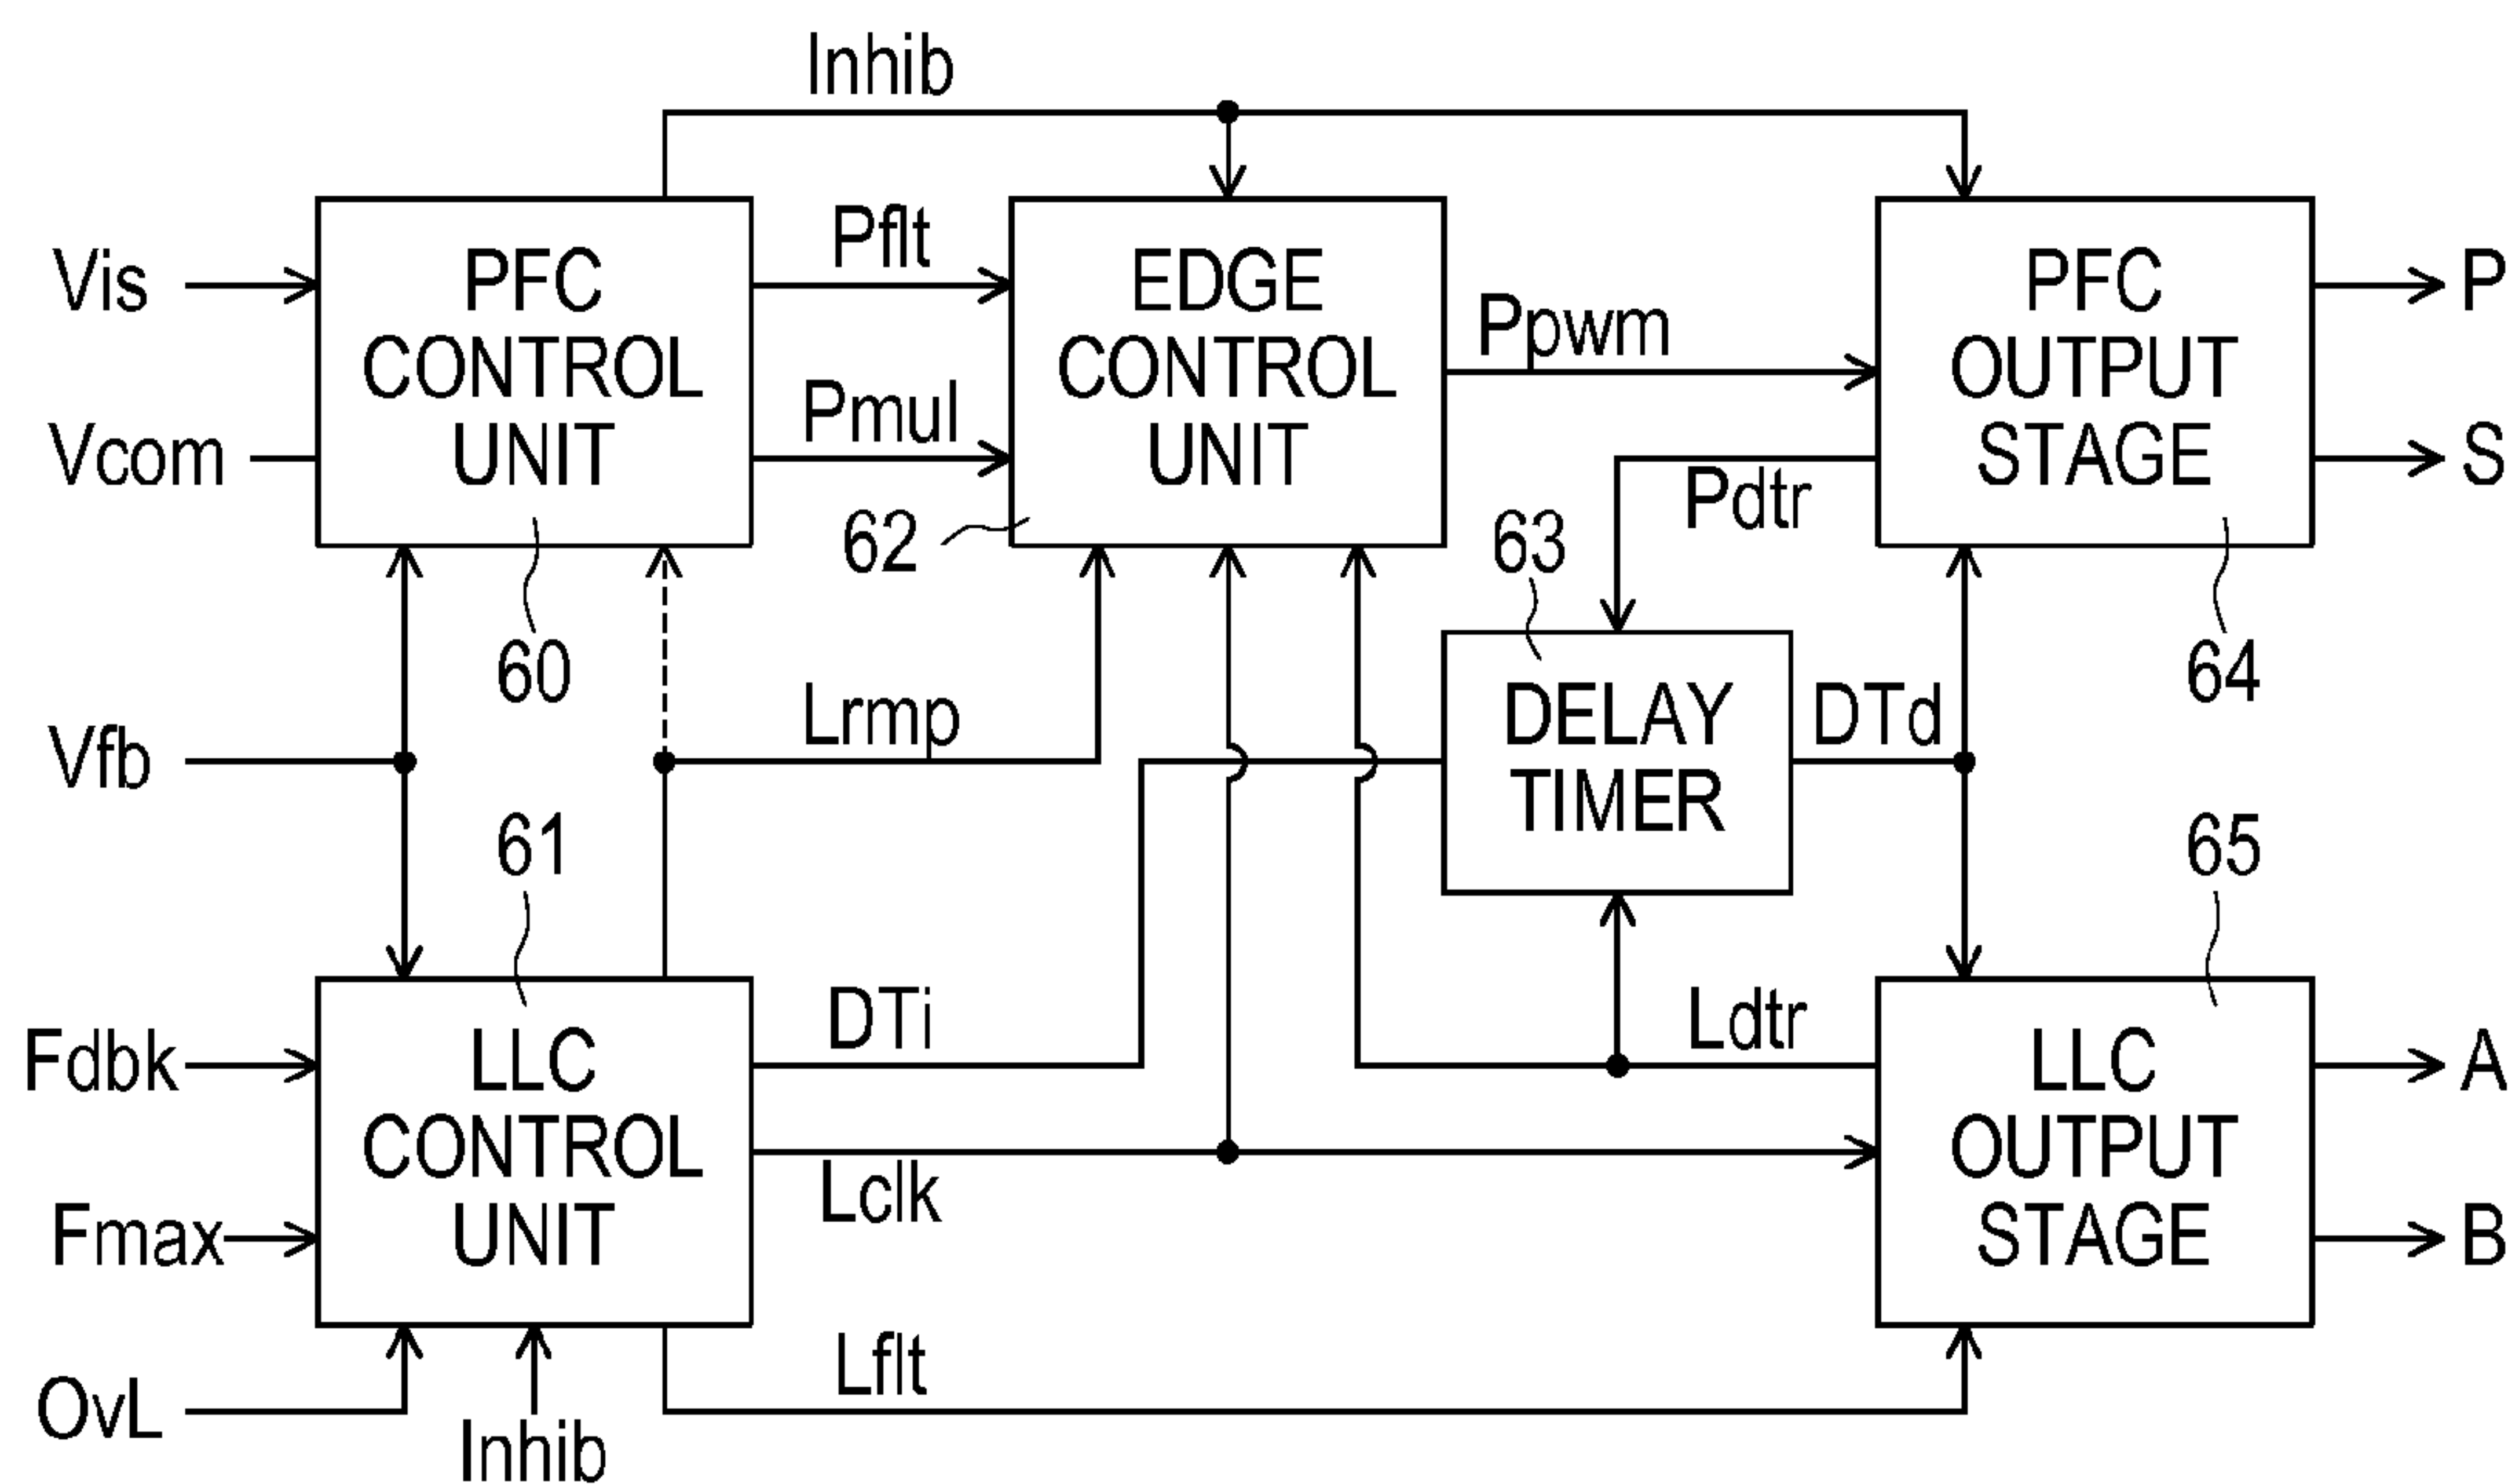 Inhib
Vis
Vcom
PFC
CONTROL
UNIT
60
Pflt
Pmul
EDGE
CONTROL
UNIT
62
Ppwm
Pdtr
PFC
OUTPUT
STAGE
64
P
S
63
DELAY
TIMER
DTd
Vfb
Lrmp
61
Fdbk
Fmax
OvL
Inhib
LLC
CONTROL
UNIT
DTi
Lclk
Lflt
Ldtr
65
LLC
OUTPUT
STAGE
A
B